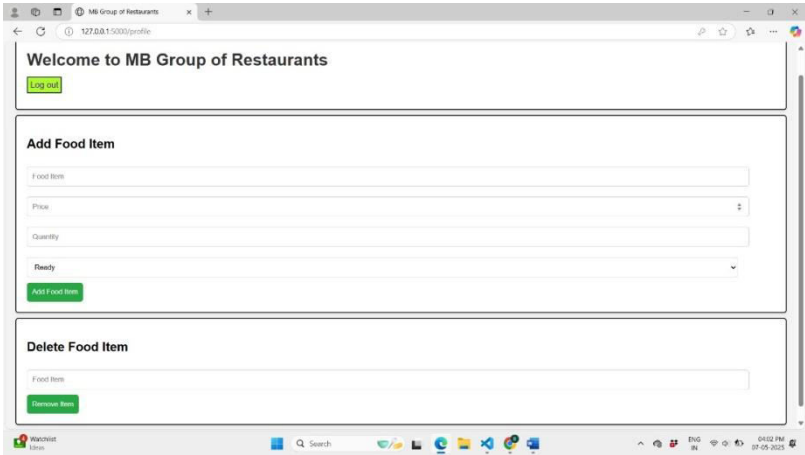 MB Group of Restaurants
127.0.0.1:5000/profile
Welcome to MB Group of Restaurants
Log out
Add Food Item
Food Item
Price
Quantity
Ready
Add Food Item
Delete Food Item
Food Item
Remove Item
Watchlist
Ideas
Search
ENG
IN
04:02 PM
07-05-2025